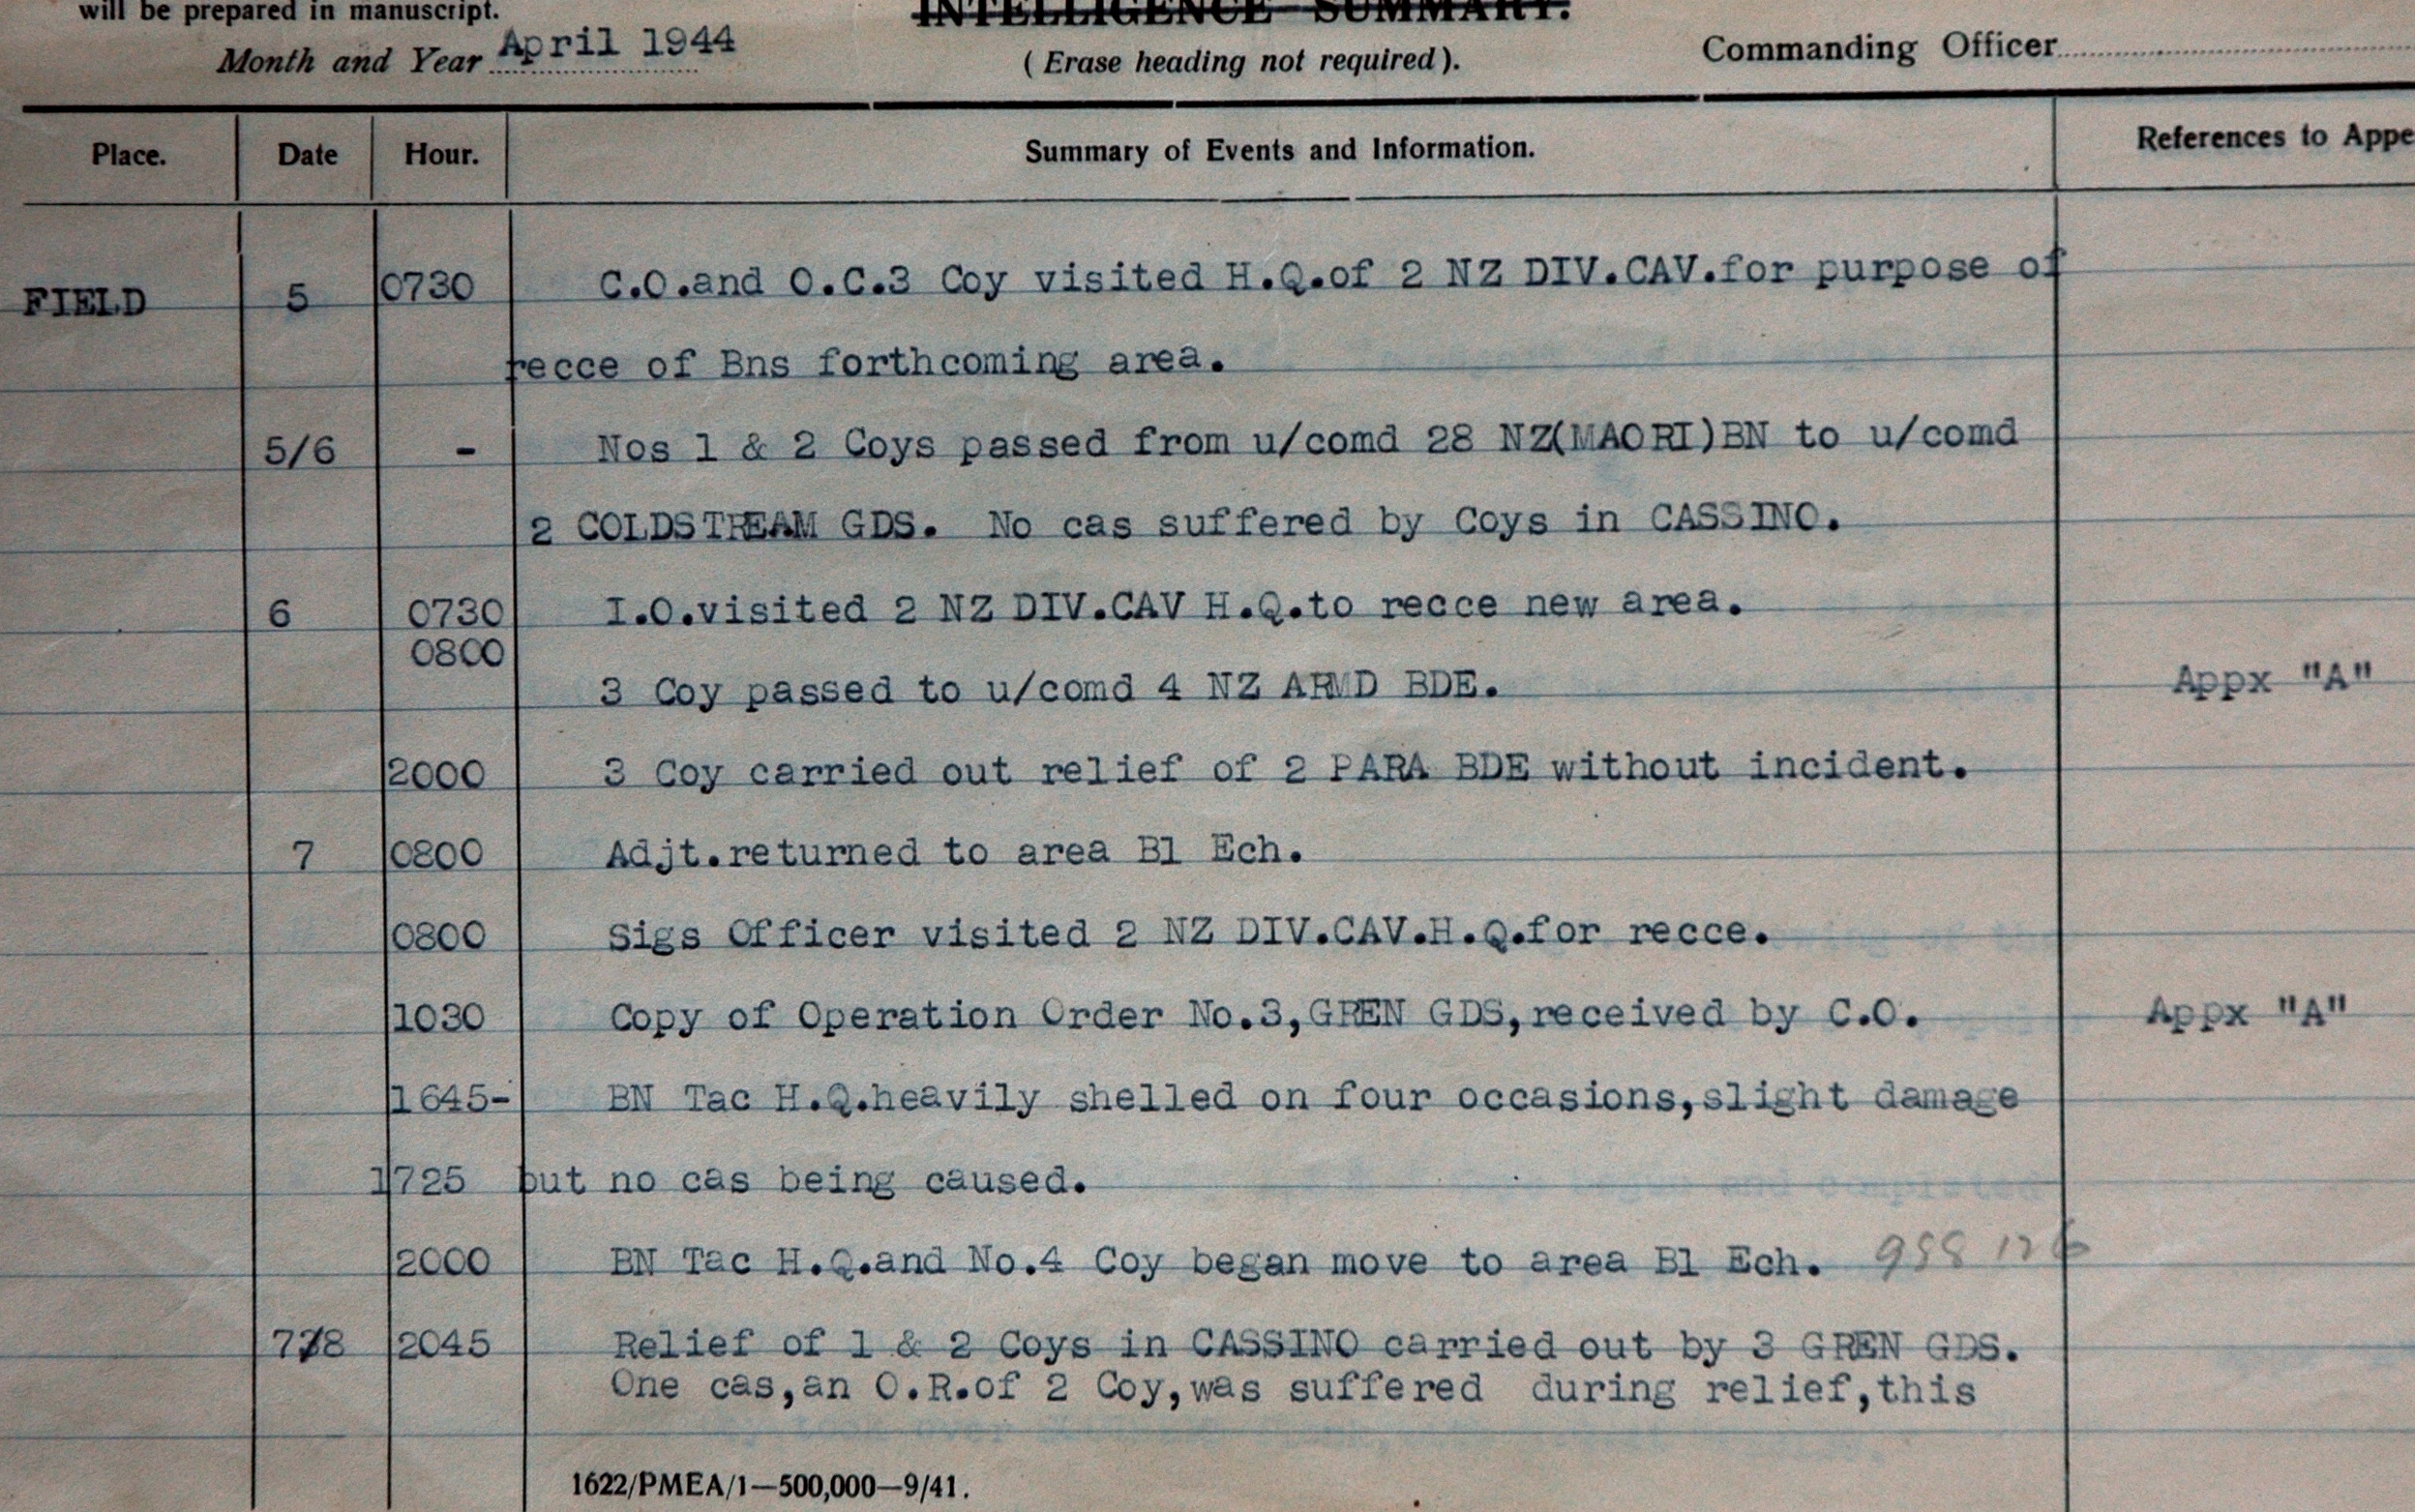 will be prepared in manuscript.
INTELLIGENCE SUMMARY.
Month and Year April 1944
(Erase heading not required).
Commanding Officer
Place. Date Hour. Summary of Events and Information. References to Appe
FIELD 5 0730 C.O.and O.C.3 Coy visited H.Q.of 2 NZ DIV.CAV.for purpose of
recce of Bns forthcoming area.
5/6 - Nos 1 & 2 Coys passed from u/comd 28 NZ(MAORI)BN to u/comd
2 COLDSTREAM GDS. No cas suffered by Coys in CASSINO.
6 0730 I.O.visited 2 NZ DIV.CAV H.Q.to recce new area.
0800
3 Coy passed to u/comd 4 NZ ARMD BDE. Appx "A"
2000 3 Coy carried out relief of 2 PARA BDE without incident.
7 0800 Adjt.returned to area Bl Ech.
0800 Sigs Officer visited 2 NZ DIV.CAV.H.Q.for recce.
1030 Copy of Operation Order No.3,GREN GDS,received by C.O. Appx "A"
1645- BN Tac H.Q.heavily shelled on four occasions,slight damage
1725 but no cas being caused.
2000 BN Tac H.Q.and No.4 Coy began move to area Bl Ech.
7/8 2045 Relief of 1 & 2 Coys in CASSINO carried out by 3 GREN GDS.
One cas,an O.R.of 2 Coy,was suffered during relief,this
1622/PMEA/1—500,000—9/41.